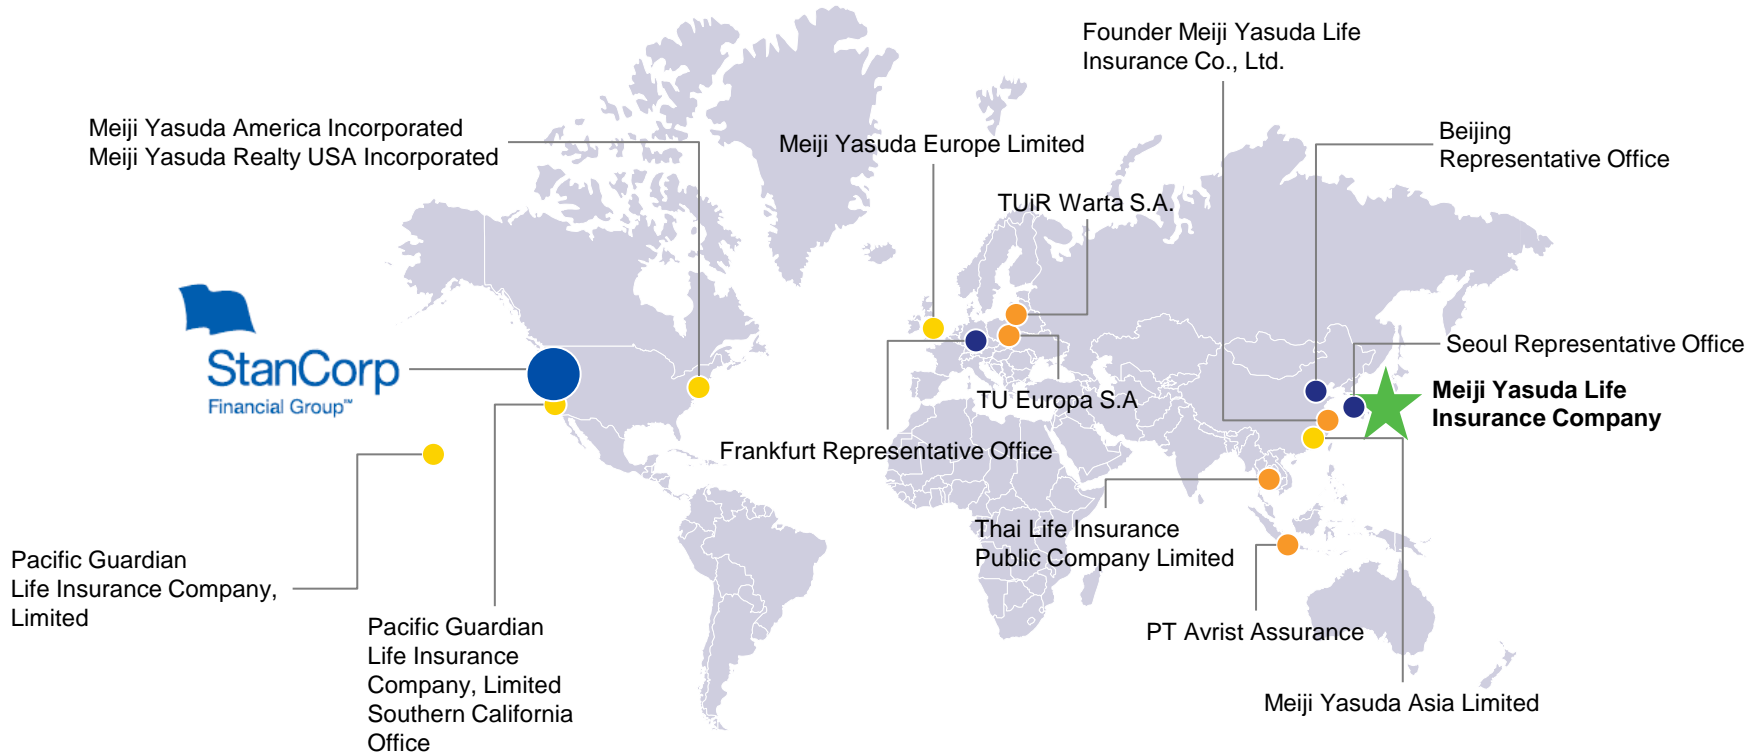 Founder Meiji Yasuda Life
Insurance Co., Ltd.
Meiji Yasuda America Incorporated
Meiji Yasuda Realty USA Incorporated
Meiji Yasuda Europe Limited
Beijing
Representative Office
TUiR Warta S.A.
StanCorp
Financial Group™
Seoul Representative Office
Meiji Yasuda Life
Insurance Company
TU Europa S.A
Frankfurt Representative Office
Thai Life Insurance
Public Company Limited
Pacific Guardian
Life Insurance Company,
Limited
Pacific Guardian
Life Insurance
Company, Limited
Southern California
Office
PT Avrist Assurance
Meiji Yasuda Asia Limited